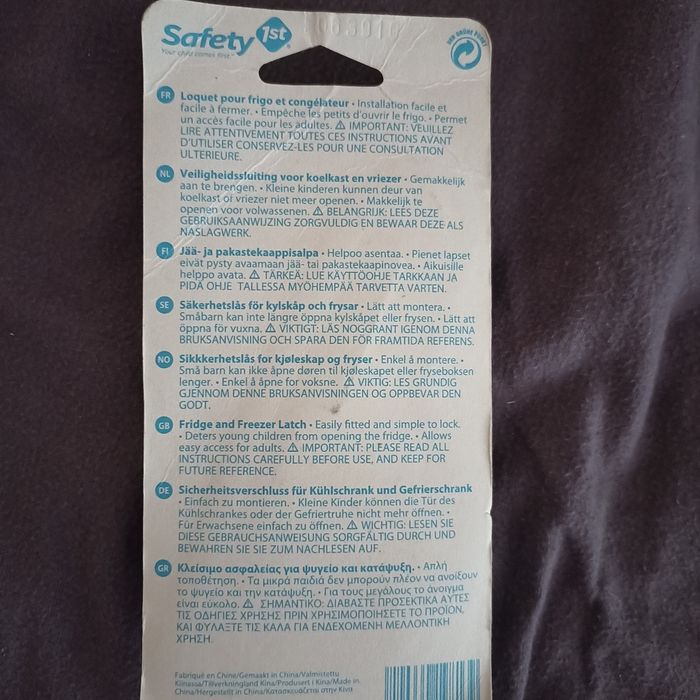 Safety 1st
Your child comes first™
DER GRÜNE PUNKT
FR Loquet pour frigo et congélateur • Installation facile et
facile à fermer. • Empêche les petits d'ouvrir le frigo. • Permet
un accès facile pour les adultes. ⚠ IMPORTANT: VEUILLEZ
LIRE ATTENTIVEMENT TOUTES CES INSTRUCTIONS AVANT
D'UTILISER CONSERVEZ-LES POUR UNE CONSULTATION
ULTERIEURE.
NL Veiligheidssluiting voor koelkast en vriezer • Gemakkelijk
aan te brengen. • Kleine kinderen kunnen deur van
koelkast of vriezer niet meer openen. • Makkelijk te
openen voor volwassenen. ⚠ BELANGRIJK: LEES DEZE
GEBRUIKSAANWIJZING ZORGVULDIG EN BEWAAR DEZE ALS
NASLAGWERK.
FI Jää- ja pakastekaappisalpa • Helpoo asentaa. • Pienet lapset
eivät pysty avaamaan jää- tai pakastekaapinovea. • Aikuisille
helppo avata. ⚠ TÄRKEÄ: LUE KÄYTTÖOHJE TARKKAAN JA
PIDÄ OHJE TALLESSA MYÖHEMPÄÄ TARVETTA VARTEN.
SE Säkerhetslås för kylskåp och frysar • Lätt att montera. •
Småbarn kan inte längre öppna kylskåpet eller frysen. • Lätt att
öppna för vuxna. ⚠ VIKTIGT: LÄS NOGGRANT IGENOM DENNA
BRUKSANVISNING OCH SPARA DEN FÖR FRAMTIDA REFERENS.
NO Sikkkerhetslås for kjøleskap og fryser • Enkel å montere. •
Små barn kan ikke åpne døren til kjøleskapet eller fryseboksen
lenger. • Enkel å åpne for voksne. ⚠ VIKTIG: LES GRUNDIG
GJENNOM DENNE BRUKSANVISNINGEN OG OPPBEVAR DEN
GODT.
GB Fridge and Freezer Latch • Easily fitted and simple to lock.
• Deters young children from opening the fridge. • Allows
easy access for adults. ⚠ IMPORTANT: PLEASE READ ALL
INSTRUCTIONS CAREFULLY BEFORE USE, AND KEEP FOR
FUTURE REFERENCE.
DE Sicherheitsverschluss für Kühlschrank und Gefrierschrank
• Einfach zu montieren. • Kleine Kinder können die Tür des
Kühlschrankes oder der Gefriertruhe nicht mehr öffnen. •
Für Erwachsene einfach zu öffnen. ⚠ WICHTIG: LESEN SIE
DIESE GEBRAUCHSANWEISUNG SORGFÄLTIG DURCH UND
BEWAHREN SIE SIE ZUM NACHLESEN AUF.
GR Κλείσιμο ασφαλείας για ψυγείο και κατάψυξη. • Απλή
τοποθέτηση. • Τα μικρά παιδιά δεν μπορούν πλέον να ανοίξουν
το ψυγείο και την κατάψυξη. • Για τους μεγάλους το άνοιγμα
είναι εύκολο. ⚠ ΣΗΜΑΝΤΙΚΟ: ΔΙΑΒΑΣΤΕ ΠΡΟΣΕΚΤΙΚΑ ΑΥΤΕΣ
ΤΙΣ ΟΔΗΓΙΕΣ ΧΡΗΣΗΣ ΠΡΙΝ ΧΡΗΣΙΜΟΠΟΙΗΣΕΤΕ ΤΟ ΠΡΟΪΟΝ,
ΚΑΙ ΦΥΛΑΞΤΕ ΤΙΣ ΚΑΛΑ ΓΙΑ ΕΝΔΕΧΟΜΕΝΗ ΜΕΛΛΟΝΤΙΚΗ
ΧΡΗΣΗ.
Fabriqué en Chine/Gemaakt in China/Valmistettu
Kiinassa/Tillverkningland Kina/Produsert i Kina/Made in
China/Hergestellt in China/Κατασκευάζεται στην Κίνα